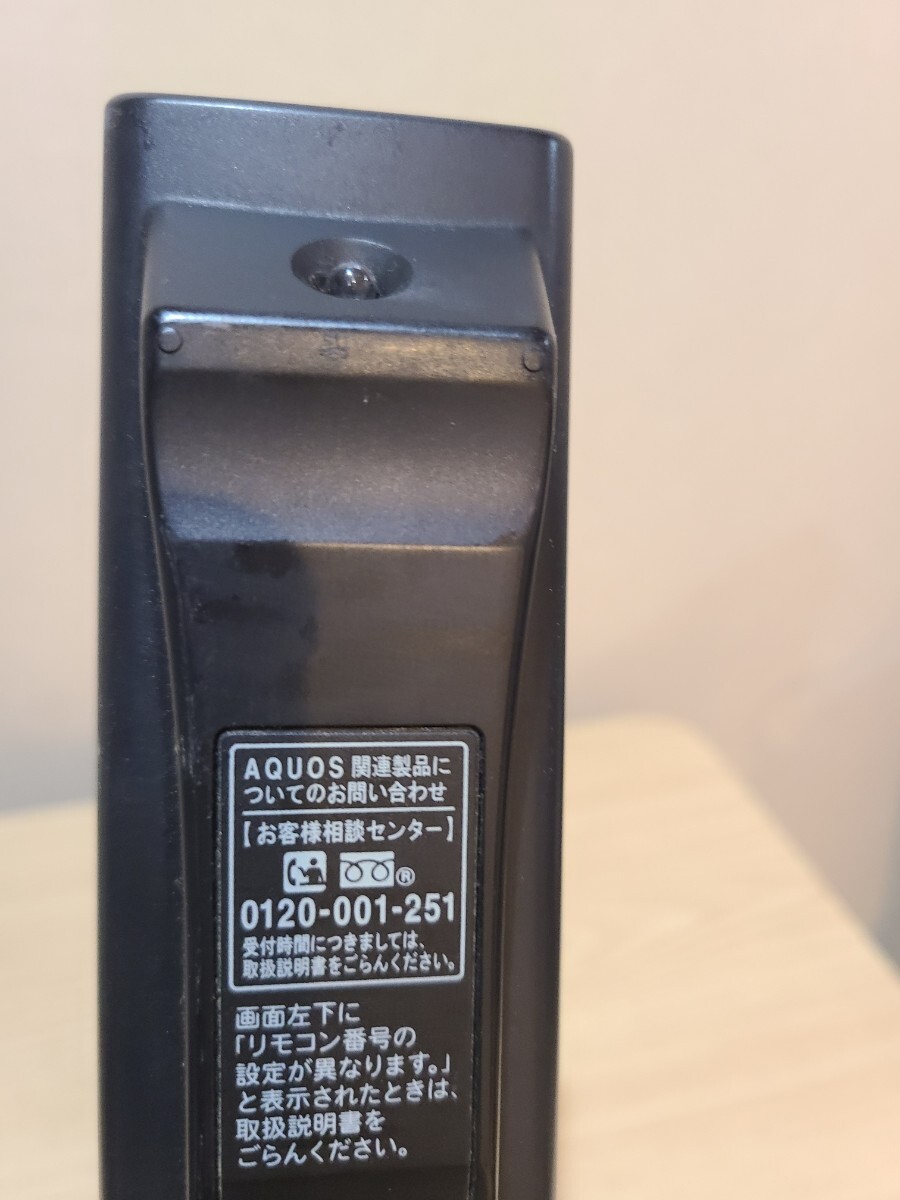 AQUOS 関連製品に
ついてのお問い合わせ
【お客様相談センター】
®
0120-001-251
受付時間につきましては、
取扱説明書をごらんください。
画面左下に
「リモコン番号の
設定が異なります。」
と表示されたときは、
取扱説明書を
ごらんください。